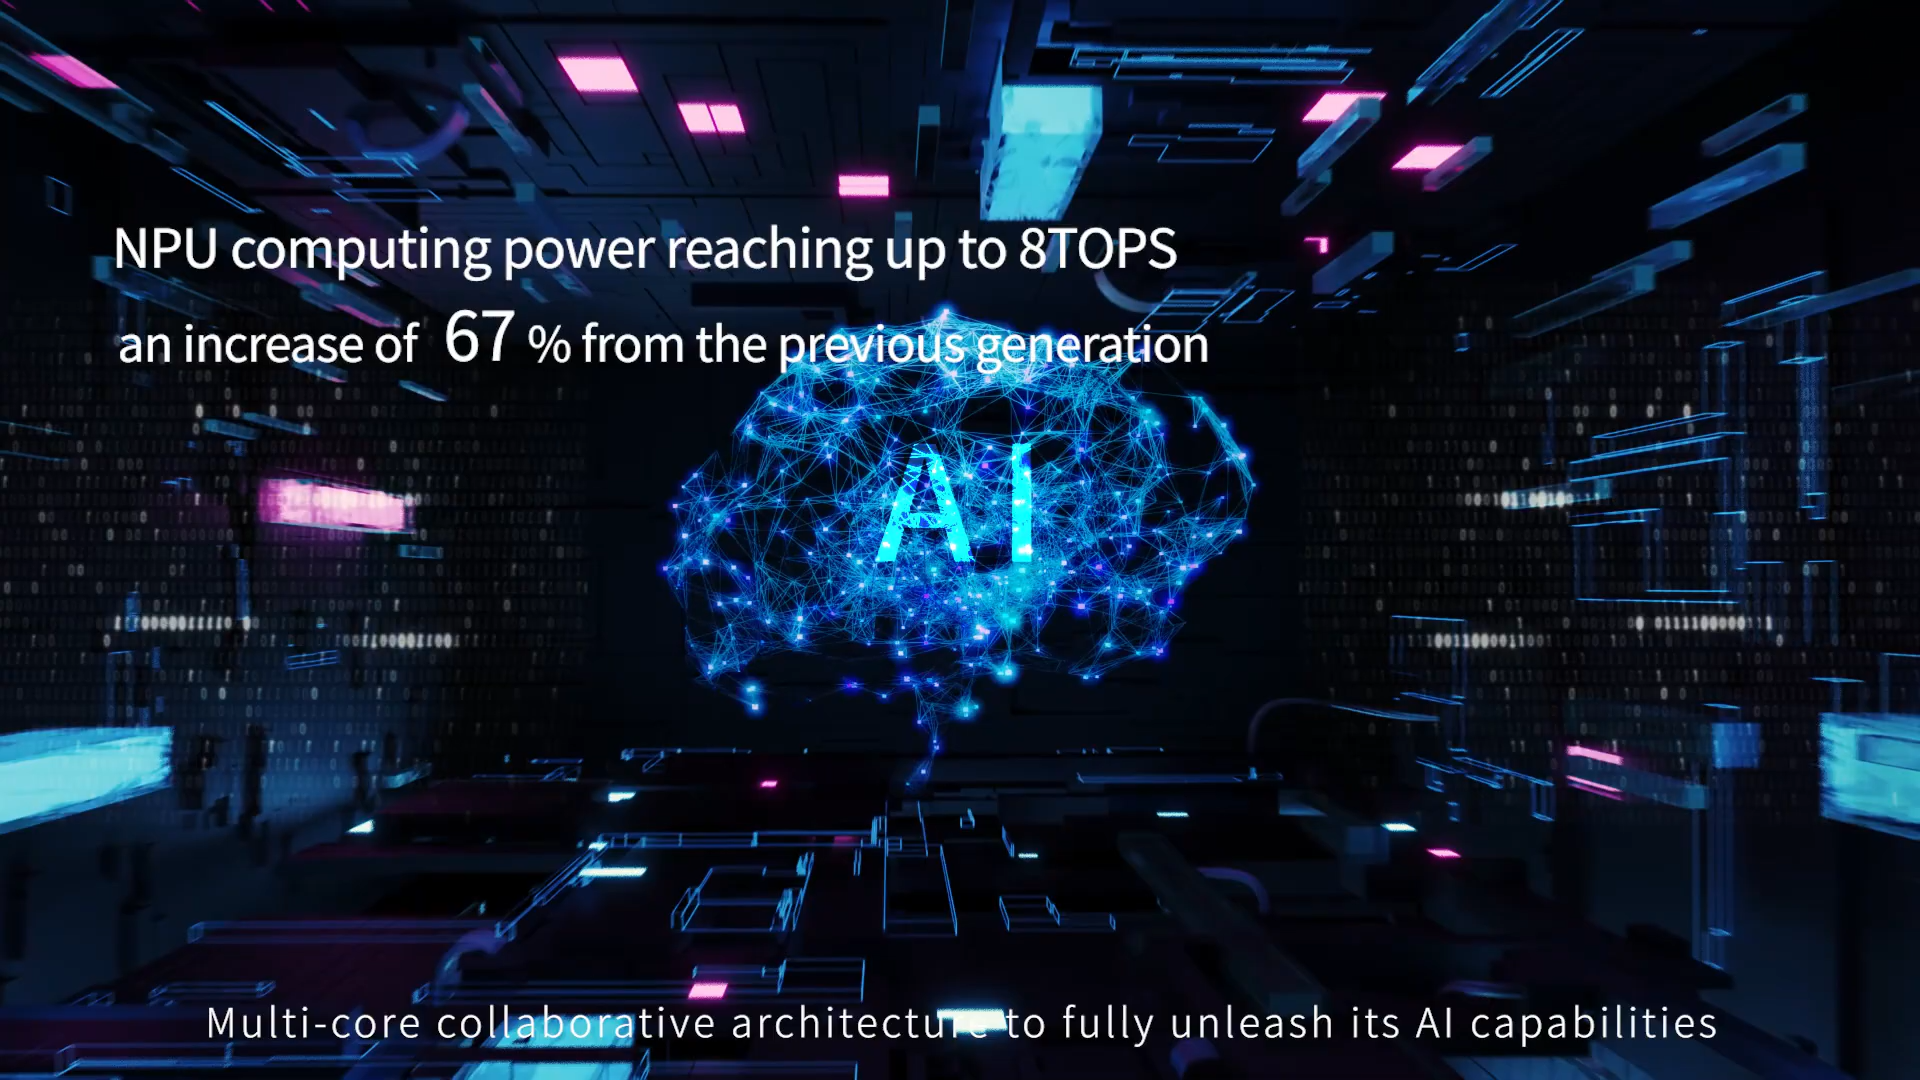 NPU computing power reaching up to 8TOPS
an increase of 67 % from the previous generation
AI
Multi-core collaborative architecture to fully unleash its AI capabilities